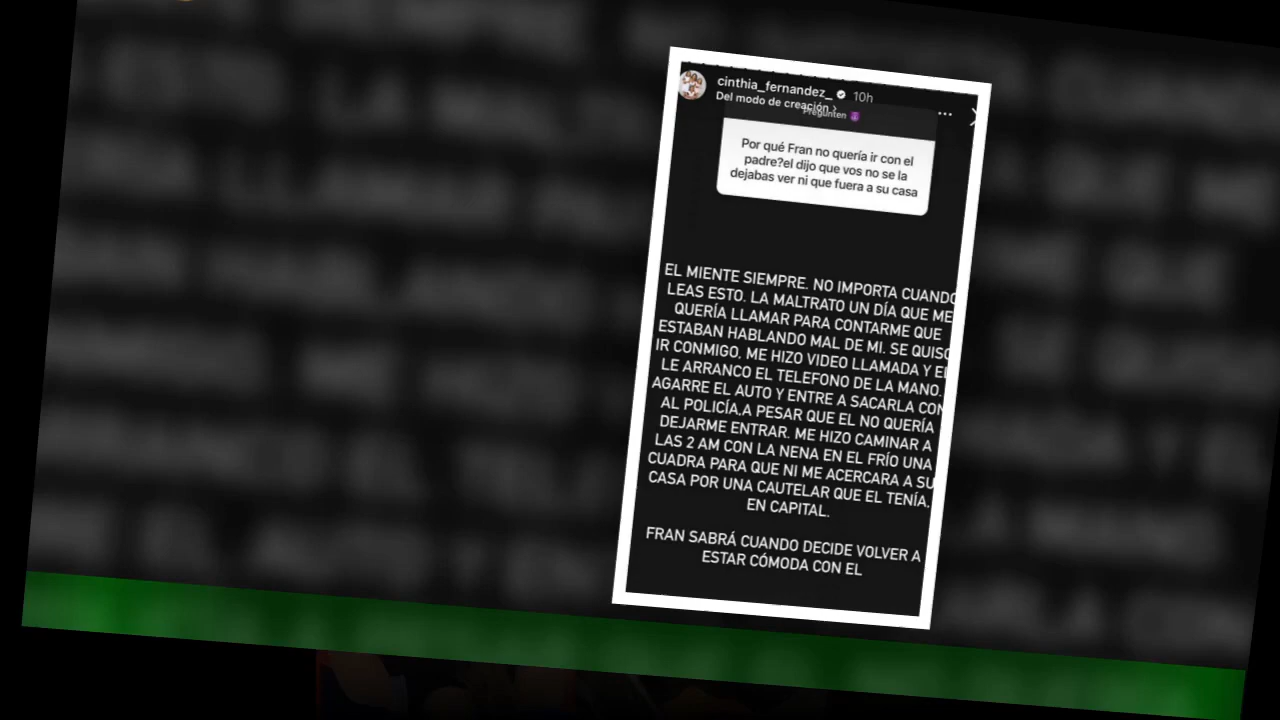 cinthia_fernandez_ 10h
Del modo de creación >
Pregunten 😈
Por qué Fran no quería ir con el
padre?el dijo que vos no se la
dejabas ver ni que fuera a su casa
EL MIENTE SIEMPRE. NO IMPORTA CUANDO
LEAS ESTO. LA MALTRATO UN DÍA QUE ME
QUERÍA LLAMAR PARA CONTARME QUE
ESTABAN HABLANDO MAL DE MI. SE QUISO
IR CONMIGO, ME HIZO VIDEO LLAMADA Y EL
LE ARRANCO EL TELEFONO DE LA MANO.
AGARRE EL AUTO Y ENTRE A SACARLA CON
AL POLICÍA.A PESAR QUE EL NO QUERÍA
DEJARME ENTRAR. ME HIZO CAMINAR A
LAS 2 AM CON LA NENA EN EL FRÍO UNA
CUADRA PARA QUE NI ME ACERCARA A SU
CASA POR UNA CAUTELAR QUE EL TENÍA.
EN CAPITAL.
FRAN SABRÁ CUANDO DECIDE VOLVER A
ESTAR CÓMODA CON EL